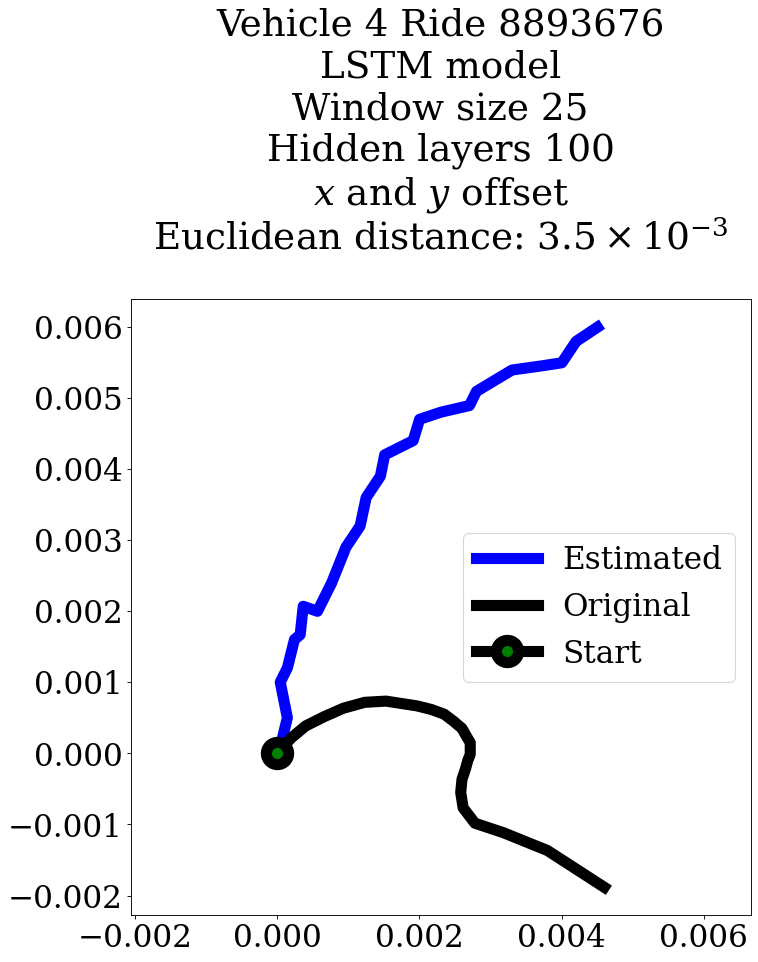 Vehicle 4 Ride 8893676
LSTM model
Window size 25
Hidden layers 100
x and y offset
Euclidean distance: 3.5 × 10⁻³
0.006
0.005
0.004
0.003
0.002
0.001
0.000
−0.001
−0.002
Estimated
Original
Start
−0.002 0.000 0.002 0.004 0.006